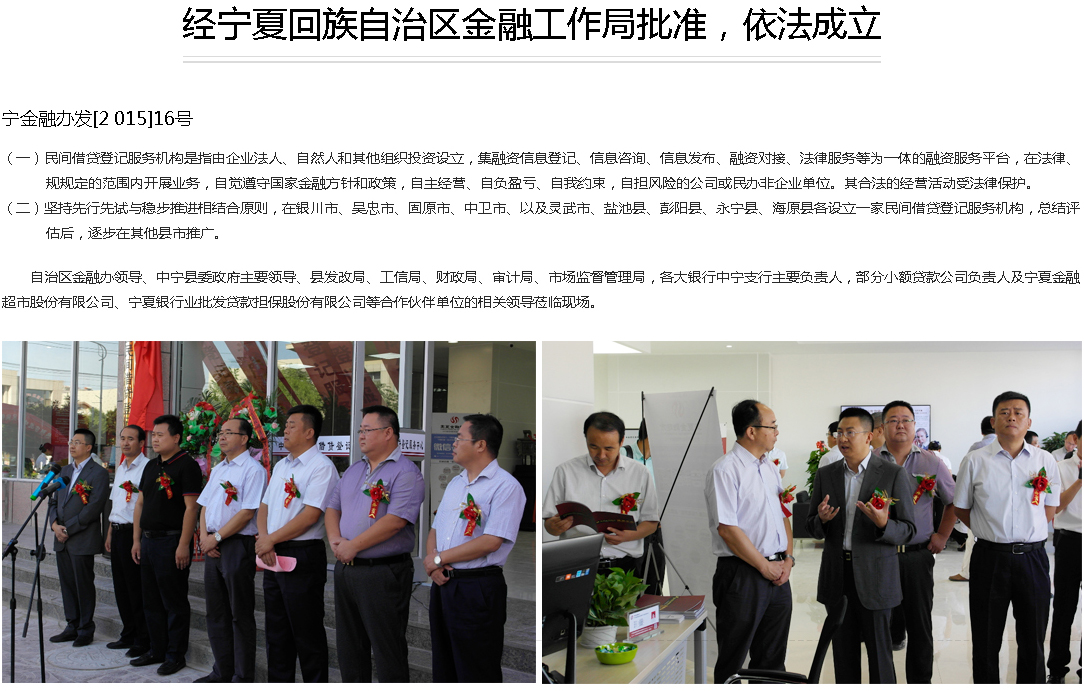 经宁夏回族自治区金融工作局批准，依法成立
宁金融办发[2 015]16号
（一）民间借贷登记服务机构是指由企业法人、自然人和其他组织投资设立，集融资信息登记、信息咨询、信息发布、融资对接、法律服务等为一体的融资服务平台，在法律、
规规定的范围内开展业务，自觉遵守国家金融方针和政策，自主经营、自负盈亏、自我约束，自担风险的公司或民办非企业单位。其合法的经营活动受法律保护。
（二）坚持先行先试与稳步推进相结合原则，在银川市、吴忠市、固原市、中卫市、以及灵武市、盐池县、彭阳县、永宁县、海原县各设立一家民间借贷登记服务机构，总结评
估后，逐步在其他县市推广。
自治区金融办领导、中宁县委政府主要领导、县发改局、工信局、财政局、审计局、市场监督管理局，各大银行中宁支行主要负责人，部分小额贷款公司负责人及宁夏金融
超市股份有限公司、宁夏银行业批发贷款担保股份有限公司等合作伙伴单位的相关领导莅临现场。